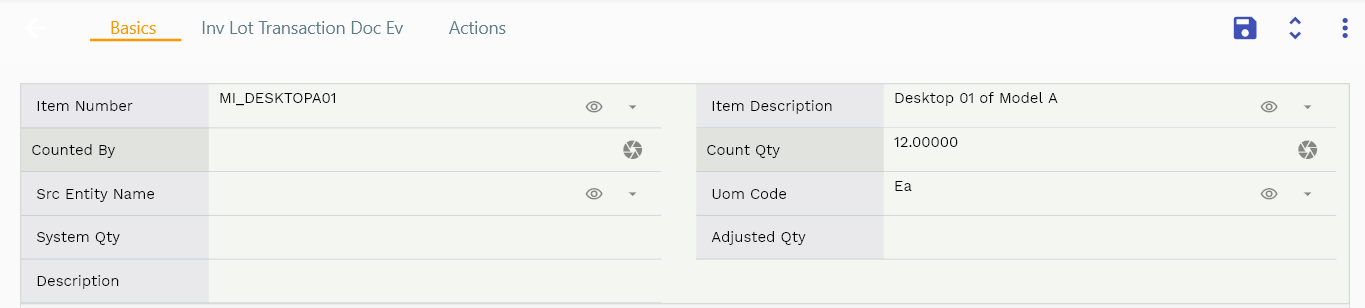 Basics Inv Lot Transaction Doc Ev Actions
Item Number MI_DESKTOPA01 Item Description Desktop 01 of Model A
Counted By Count Qty 12.00000
Src Entity Name Uom Code Ea
System Qty Adjusted Qty
Description